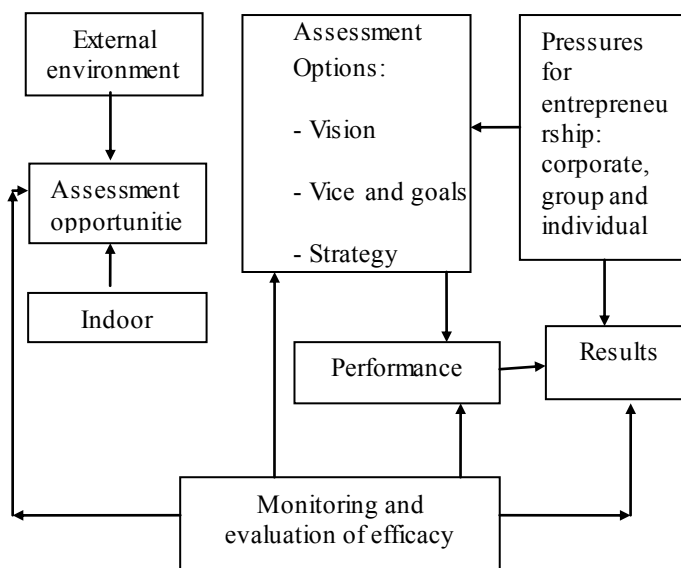 External
environment
Assessment
opportunitie
Indoor
Assessment
Options:
- Vision
- Vice and goals
- Strategy
Pressures
for
entrepreneu
rship:
corporate,
group and
individual
Performance
Results
Monitoring and
evaluation of efficacy